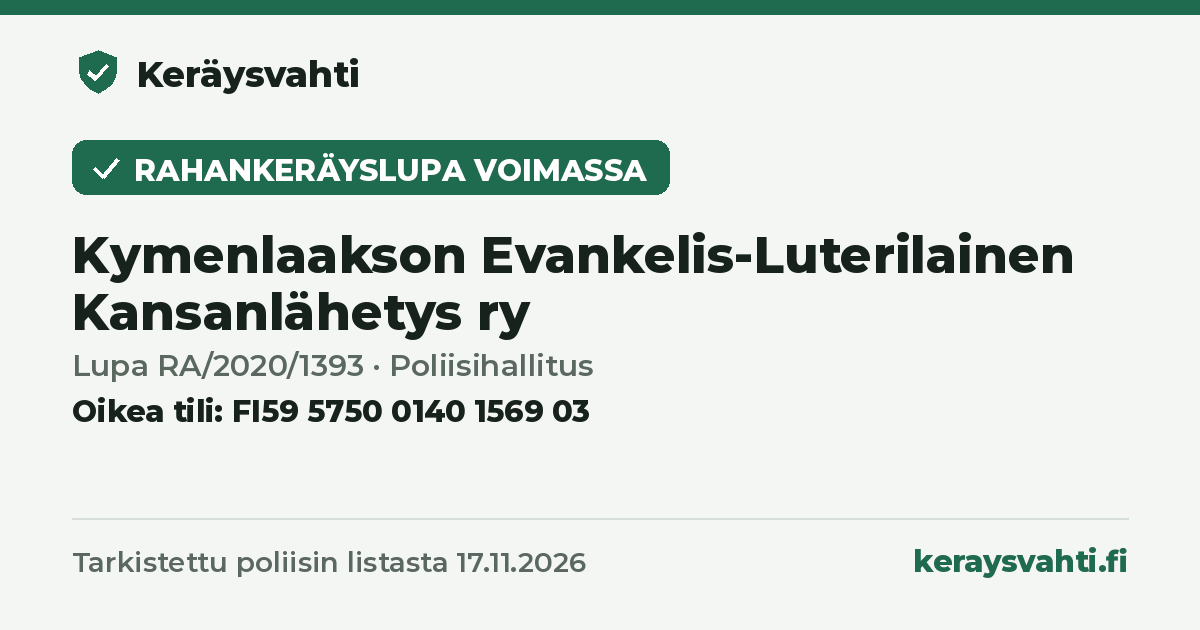 Keräysvahti
RAHANKERÄYSLUPA VOIMASSA
Kymenlaakson Evankelis-Luterilainen
Kansanlähetys ry
Lupa RA/2020/1393 · Poliisihallitus
Oikea tili: FI59 5750 0140 1569 03
Tarkistettu poliisin listasta 17.11.2026
keraysvahti.fi